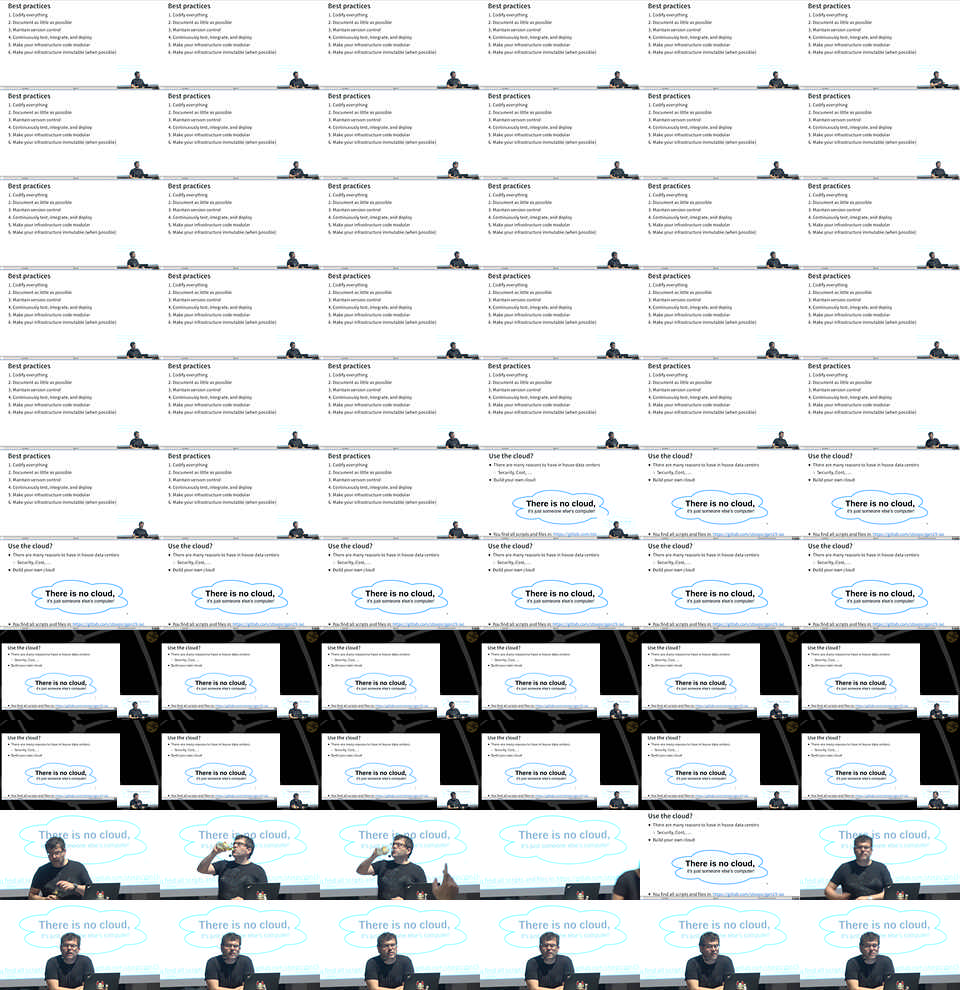 Best practices
1. Codify everything
2. Document as little as possible
3. Maintain version control
4. Continuously test, integrate, and deploy
5. Make your infrastructure code modular
6. Make your infrastructure immutable (when possible)
Use the cloud?
There are many reasons to have in house data centers
Security, Cost, ...
Build your own cloud
There is no cloud,
it's just someone else's computer!
You find all scripts and files in: